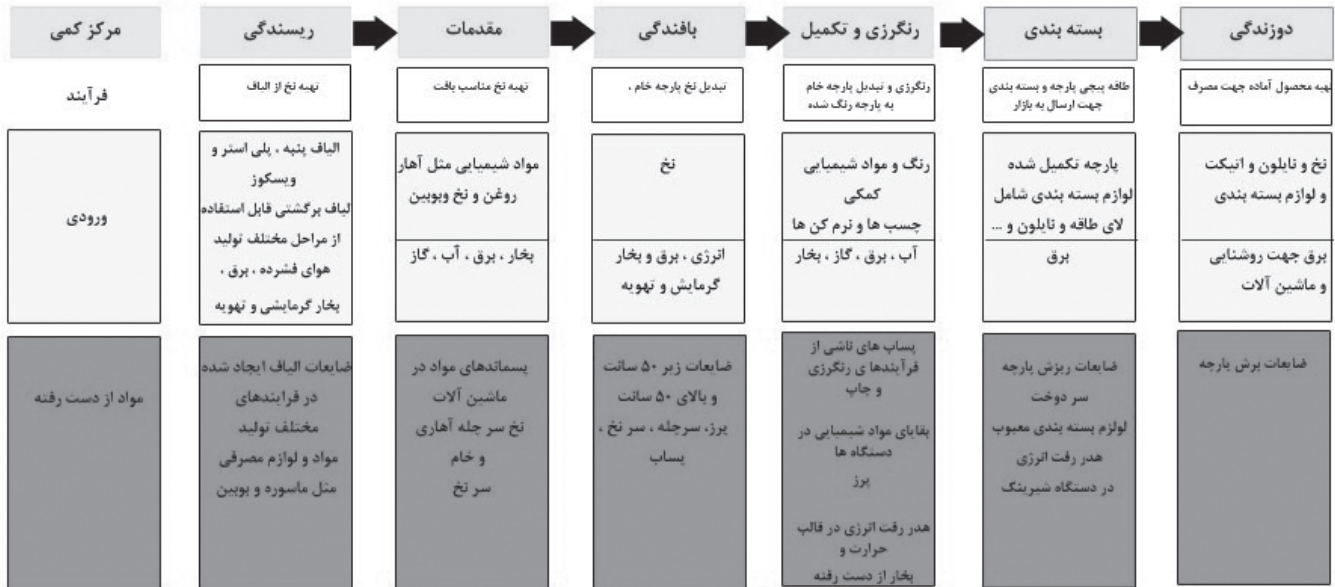 مرکز کمی
فرآیند
ورودی
مواد از دست رفته
ریسندگی
تهیه نخ از الیاف
الیاف پنبه ، پلی استر و
ویسکوز
لیاف برگشتی قابل استفاده
از مراحل مختلف تولید
هوای فشرده ، برق ،
بخار گرمایشی و تهویه
ضایعات الیاف ایجاد شده
در فرایندهای
مختلف تولید
مواد و لوازم مصرفی
مثل ماسوره و بوبین
مقدمات
تهیه نخ مناسب بافت
مواد شیمیایی مثل آهار
روغن و نخ وبوبین
بخار ، برق ، آب ، گاز
پسماندهای مواد در
ماشین آلات
نخ سر چله آهاری
و خام
سر نخ
بافندگی
تبدیل نخ پارچه خام ،
نخ
انرژی ، برق و بخار
گرمایش و تهویه
ضایعات زیر ۵۰ سانت
و بالای ۵۰ سانت
پرز، سرچله ، سر نخ ،
پساب
رنگرزی و تکمیل
رنگرزی و تبدیل پارچه خام
به پارچه رنگ شده
رنگ و مواد شیمیایی
کمکی
چسب ها و نرم کن ها
آب ، برق ، گاز ، بخار
پساب های ناشی از
فرآیندها ی رنگرزی
و چاپ
بقایای مواد شیمیایی در
دستگاه ها
پرز
هدر رفت انرژی در قالب
حرارت و
بخار از دست رفته
بسته بندی
طاقه پیچی پارچه و بسته بندی
جهت ارسال به بازار
پارچه تکمیل شده
لوازم بسته بندی شامل
لای طاقه و نایلون و ...
برق
ضایعات ریزش پارچه
سر دوخت
لولزم بسته بندی معیوب
هدر رفت انرژی
در دستگاه شیرینک
دوزندگی
تهیه محصول آماده جهت مصرف
نخ و نایلون و اتیکت
و لوازم بسته بندی
برق جهت روشنایی
و ماشین آلات
ضایعات برش پارچه